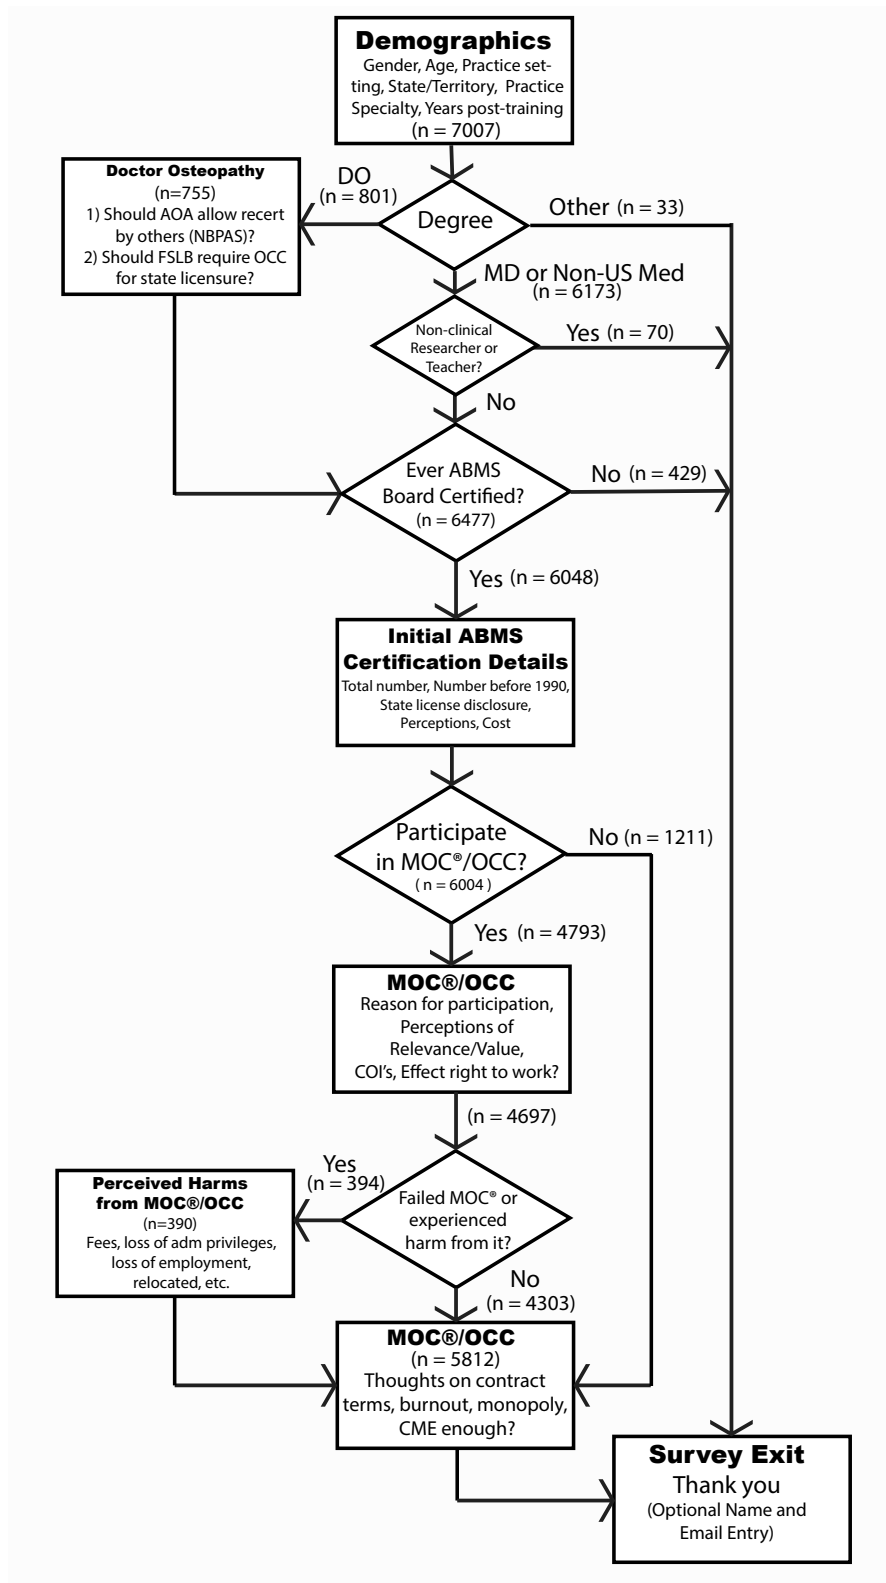 Demographics
Gender, Age, Practice set-
ting, State/Territory, Practice
Specialty, Years post-training
(n = 7007)
Doctor Osteopathy
(n=755)
1) Should AOA allow recert
by others (NBPAS)?
2) Should FSLB require OCC
for state licensure?
DO
(n = 801)
Degree
Other (n = 33)
MD or Non-US Med
(n = 6173)
Non-clinical
Researcher or
Teacher?
Yes (n = 70)
No
Ever ABMS
Board Certified?
(n = 6477)
No (n = 429)
Yes (n = 6048)
Initial ABMS
Certification Details
Total number, Number before 1990,
State license disclosure,
Perceptions, Cost
Participate
in MOC®/OCC?
( n = 6004 )
No (n = 1211)
Yes (n = 4793)
MOC®/OCC
Reason for participation,
Perceptions of
Relevance/Value,
COI's, Effect right to work?
(n = 4697)
Yes
(n = 394)
Perceived Harms
from MOC®/OCC
(n=390)
Fees, loss of adm privileges,
loss of employment,
relocated, etc.
Failed MOC® or
experienced
harm from it?
No
(n = 4303)
MOC®/OCC
(n = 5812)
Thoughts on contract
terms, burnout, monopoly,
CME enough?
Survey Exit
Thank you
(Optional Name and
Email Entry)